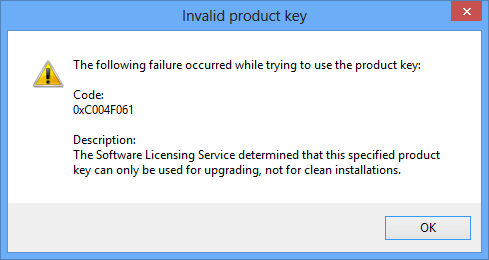 Invalid product key
The following failure occurred while trying to use the product key:
Code:
0xC004F061
Description:
The Software Licensing Service determined that this specified product
key can only be used for upgrading, not for clean installations.
OK